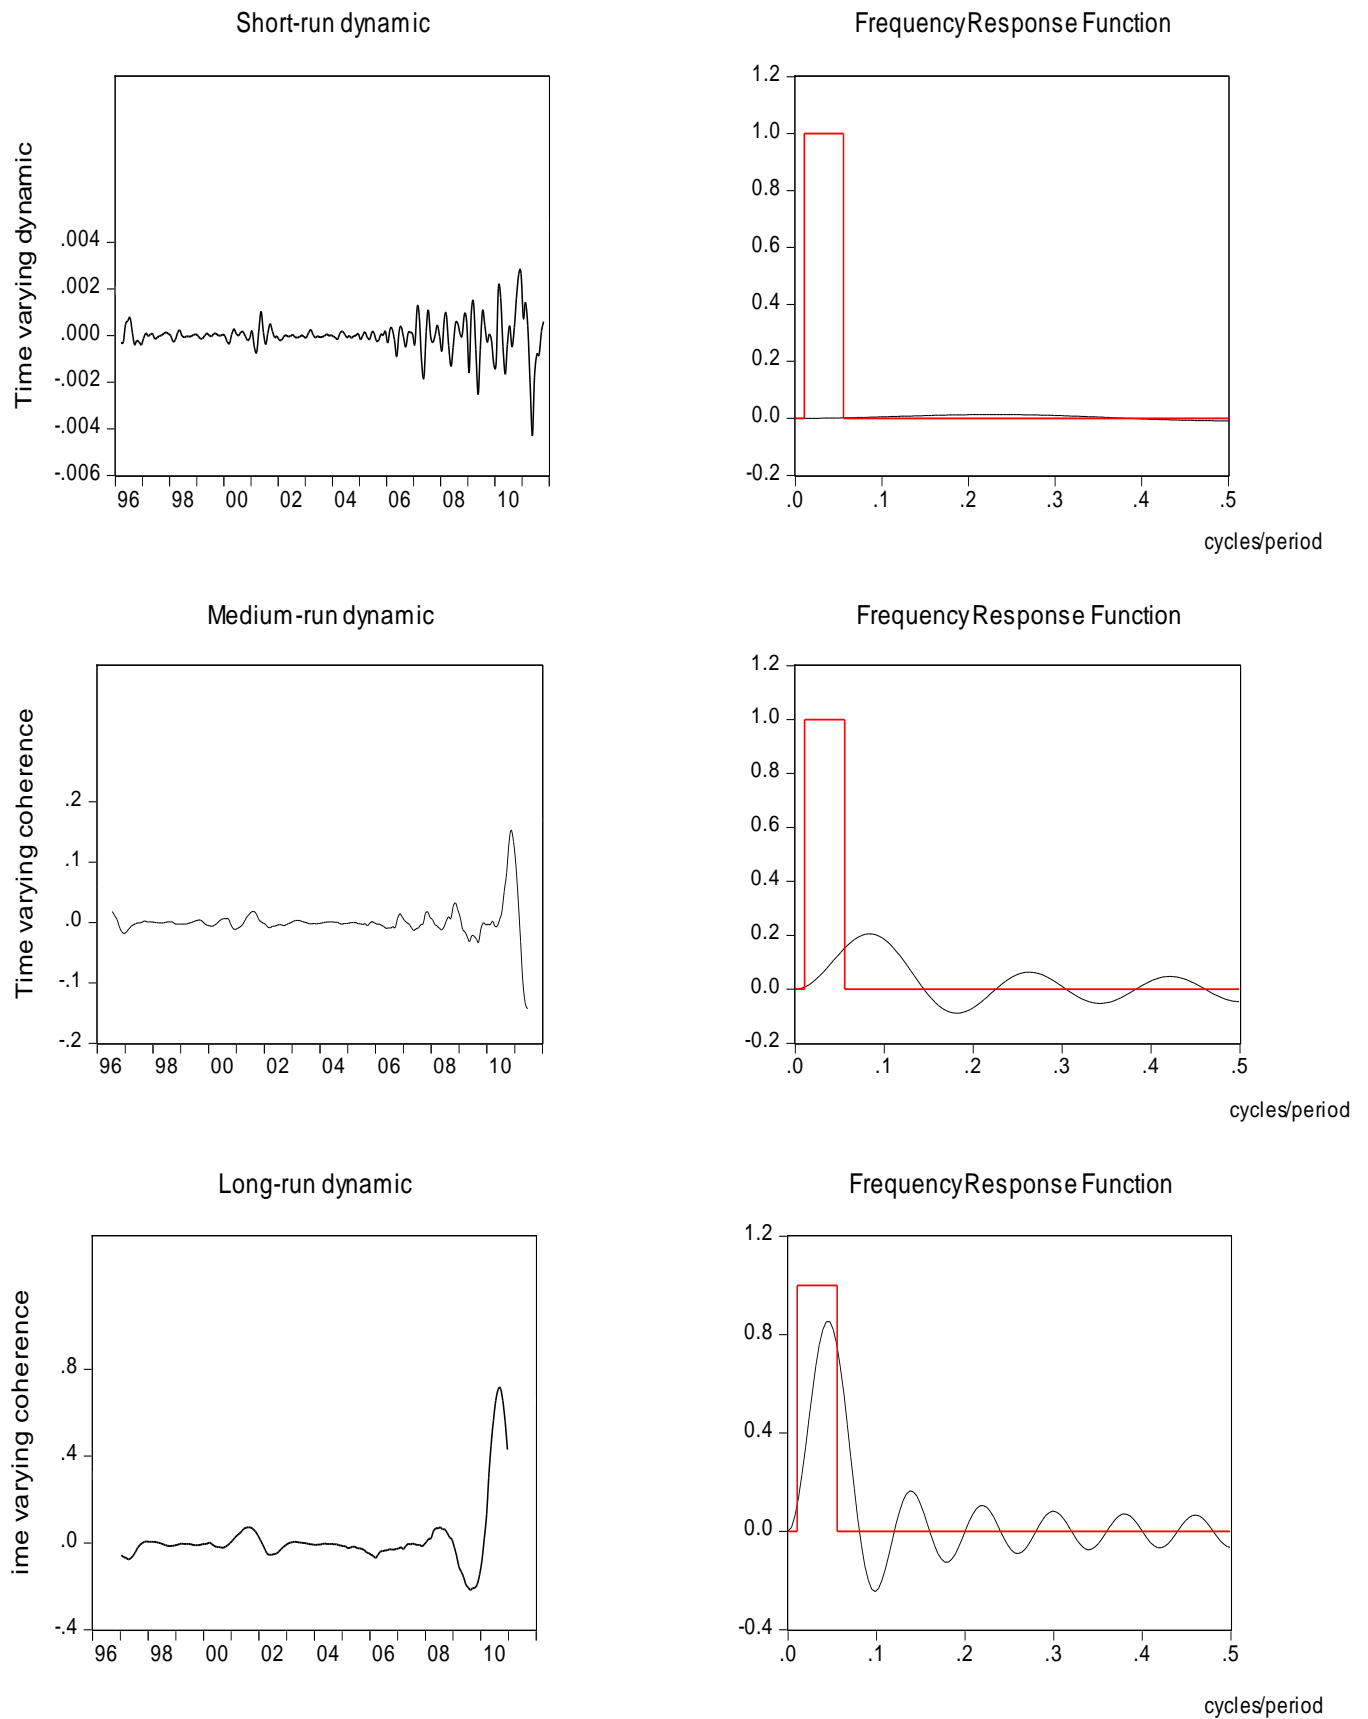 Short-run dynamic
Frequency Response Function
Time varying dynamic
.004
.002
.000
-.002
-.004
-.006
96 98 00 02 04 06 08 10
1.2
1.0
0.8
0.6
0.4
0.2
0.0
-0.2
.0 .1 .2 .3 .4 .5
cycles/period
Medium-run dynamic
Frequency Response Function
Time varying coherence
.2
.1
.0
-.1
-.2
96 98 00 02 04 06 08 10
1.2
1.0
0.8
0.6
0.4
0.2
0.0
-0.2
.0 .1 .2 .3 .4 .5
cycles/period
Long-run dynamic
Frequency Response Function
ime varying coherence
.8
.4
.0
-.4
96 98 00 02 04 06 08 10
1.2
0.8
0.4
0.0
-0.4
.0 .1 .2 .3 .4 .5
cycles/period